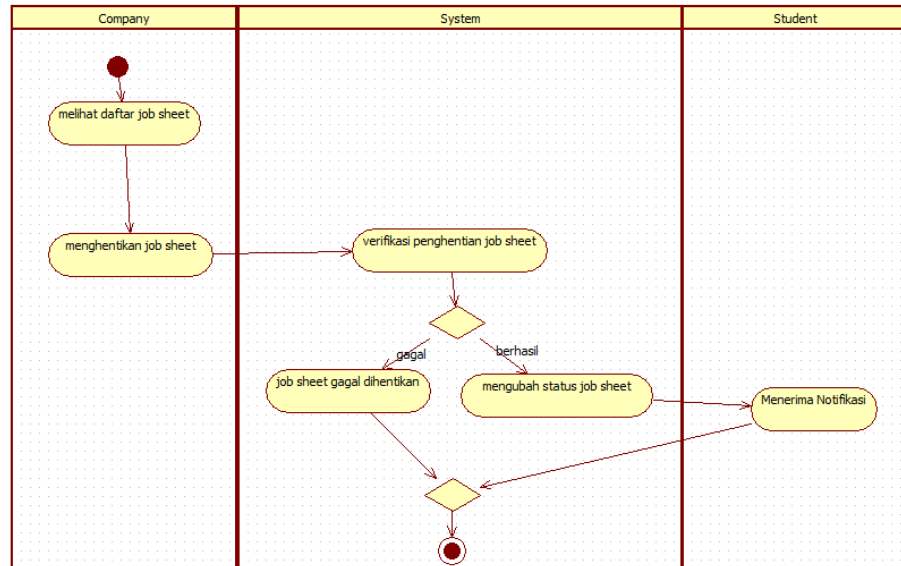 Company
System
Student
melihat daftar job sheet
menghentikan job sheet
verifikasi penghentian job sheet
gagal
berhasil
job sheet gagal dihentikan
mengubah status job sheet
Menerima Notifikasi